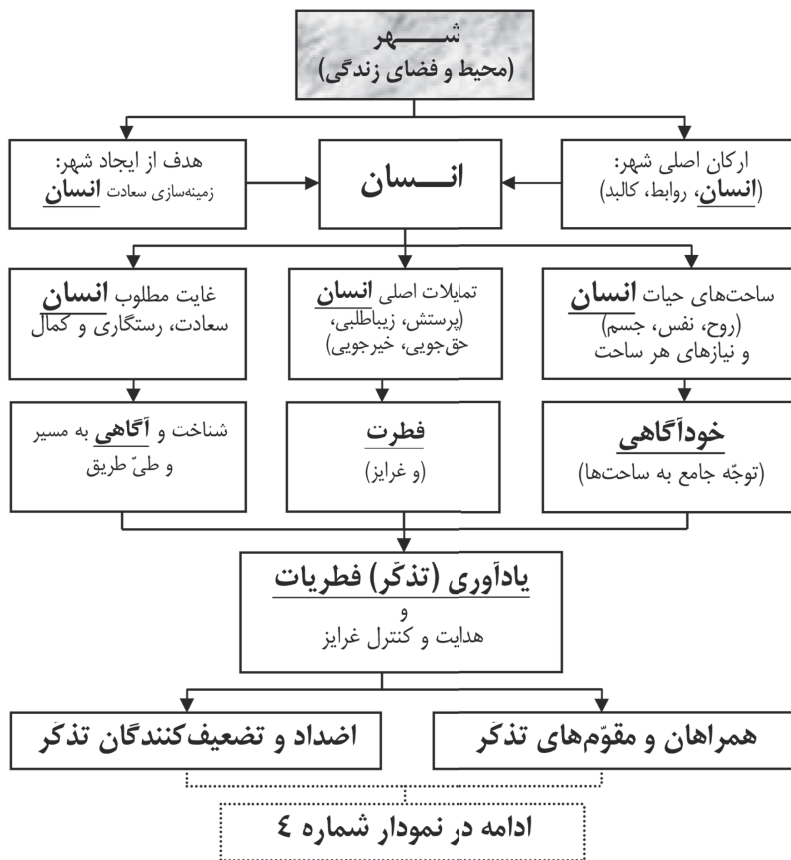 شـــــهر
(محیط و فضای زندگی)
ارکان اصلی شهر:
(انسان، روابط، کالبد)
انـــسان
هدف از ایجاد شهر:
زمینه‌سازی سعادت انسان
ساحت‌های حیات انسان
(روح، نفس، جسم)
و نیازهای هر ساحت
تمایلات اصلی انسان
(پرستش، زیباطلبی،
حق‌جویی، خیرجویی)
غایت مطلوب انسان
سعادت، رستگاری و کمال
خودآگاهی
(توجّه جامع به ساحت‌ها)
فطرت
(و غرایز)
شناخت و آگاهی به مسیر
و طیّ طریق
یادآوری (تذکّر) فطریات
و
هدایت و کنترل غرایز
همراهان و مقوّم‌های تذکّر
اضداد و تضعیف‌کنندگان تذکّر
ادامه در نمودار شماره ٤